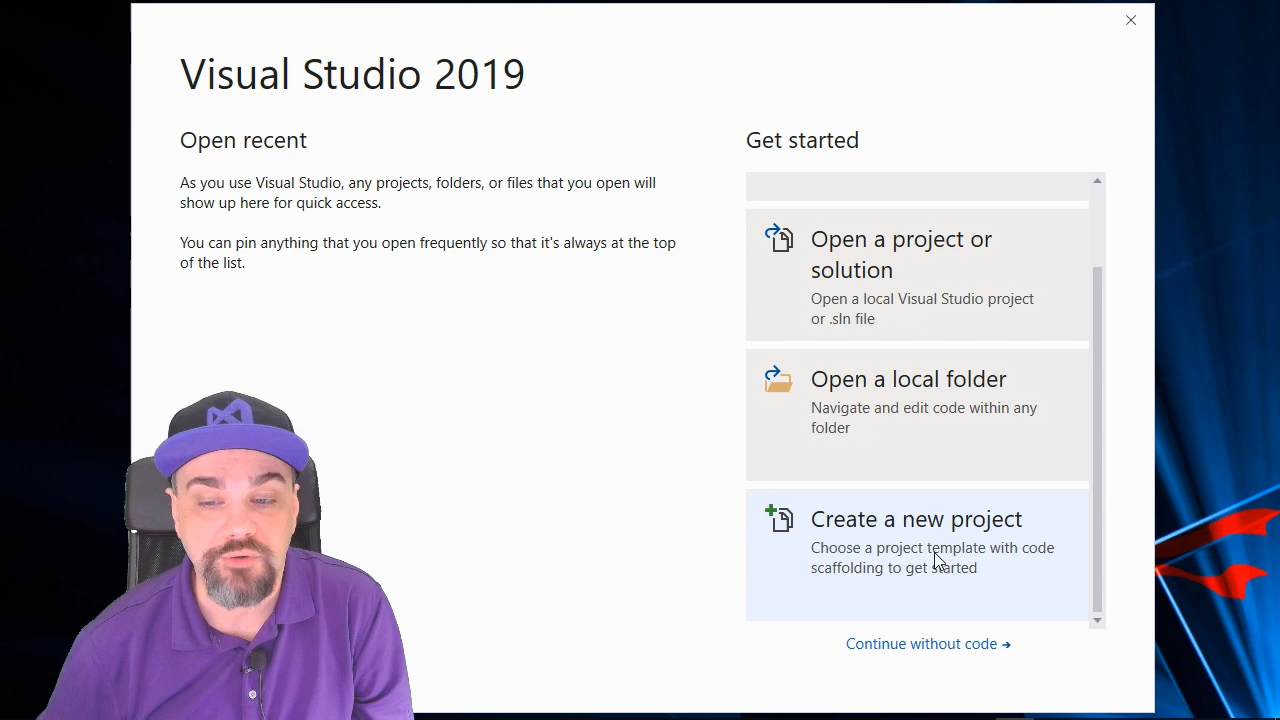 Visual Studio 2019
Open recent
As you use Visual Studio, any projects, folders, or files that you open will
show up here for quick access.
You can pin anything that you open frequently so that it's always at the top
of the list.
Get started
Open a project or
solution
Open a local Visual Studio project
or .sln file
Open a local folder
Navigate and edit code within any
folder
Create a new project
Choose a project template with code
scaffolding to get started
Continue without code →